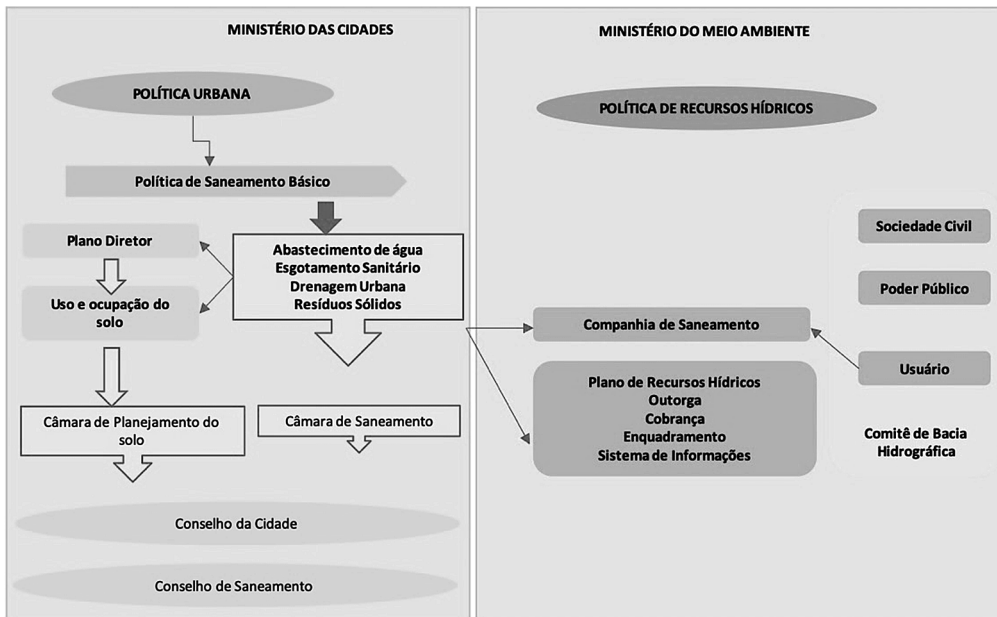 MINISTÉRIO DAS CIDADES
POLÍTICA URBANA
Política de Saneamento Básico
Plano Diretor
Uso e ocupação do
solo
Abastecimento de água
Esgotamento Sanitário
Drenagem Urbana
Resíduos Sólidos
Câmara de Planejamento do
solo
Câmara de Saneamento
Conselho da Cidade
Conselho de Saneamento
MINISTÉRIO DO MEIO AMBIENTE
POLÍTICA DE RECURSOS HÍDRICOS
Companhia de Saneamento
Plano de Recursos Hídricos
Outorga
Cobrança
Enquadramento
Sistema de Informações
Sociedade Civil
Poder Público
Usuário
Comitê de Bacia
Hidrográfica